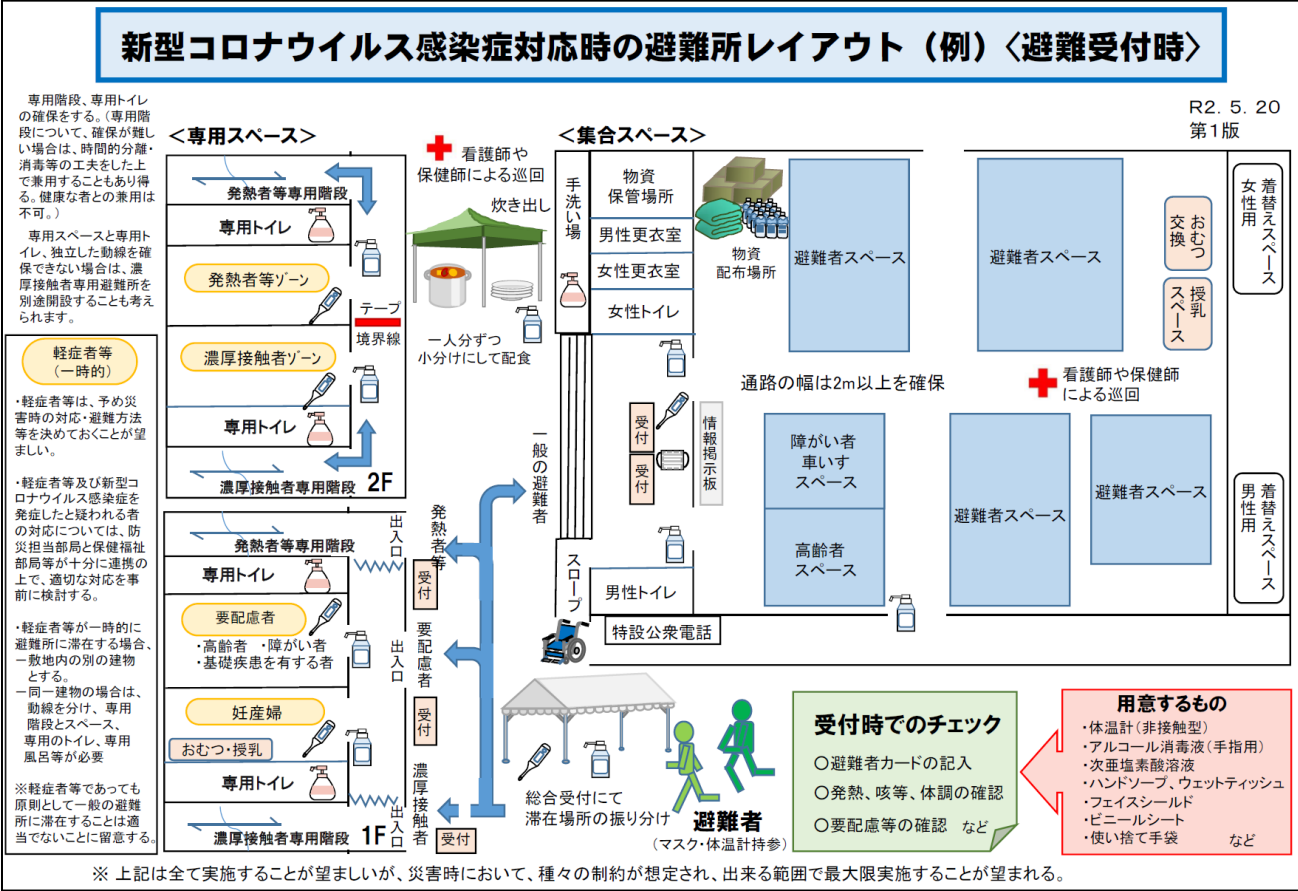 新型コロナウイルス感染症対応時の避難所レイアウト（例）〈避難受付時〉
R2. 5. 20
第1版
専用階段、専用トイレ
の確保をする。（専用階
段について、確保が難し
い場合は、時間的分離・
消毒等の工夫をした上
で兼用することもあり得
る。健康な者との兼用は
不可。）
専用スペースと専用ト
イレ、独立した動線を確
保できない場合は、濃
厚接触者専用避難所を
別途開設することも考え
られます。
軽症者等
（一時的）
・軽症者等は、予め災
害時の対応・避難方法
等を決めておくことが望
ましい。
・軽症者等及び新型コ
ロナウイルス感染症を
発症したと疑われる者
の対応については、防
災担当部局と保健福祉
部局等が十分に連携の
上で、適切な対応を事
前に検討する。
・軽症者等が一時的に
避難所に滞在する場合、
－敷地内の別の建物
とする。
－同一建物の場合は、
動線を分け、専用
階段とスペース、
専用のトイレ、専用
風呂等が必要
※軽症者等であっても
原則として一般の避難
所に滞在することは適
当でないことに留意する。
＜専用スペース＞
発熱者等専用階段
専用トイレ
発熱者等ゾーン
テープ
境界線
濃厚接触者ゾーン
専用トイレ
濃厚接触者専用階段
2F
看護師や
保健師による巡回
炊き出し
一人分ずつ
小分けにして配食
発熱者等専用階段
専用トイレ
要配慮者
・高齢者 ・障がい者
・基礎疾患を有する者
妊産婦
おむつ・授乳
専用トイレ
濃厚接触者専用階段
1F
出入口
発熱者等
受付
出入口
要配慮者
受付
出入口
濃厚接触者
受付
一般の避難者
＜集合スペース＞
手洗い場
物資
保管場所
男性更衣室
女性更衣室
女性トイレ
物資
配布場所
避難者スペース
避難者スペース
おむつ
交換
授乳
スペース
着替えスペース
女性用
通路の幅は2m以上を確保
看護師や保健師
による巡回
受付
受付
情報掲示板
障がい者
車いす
スペース
高齢者
スペース
避難者スペース
避難者スペース
着替えスペース
男性用
スロープ
男性トイレ
特設公衆電話
総合受付にて
滞在場所の振り分け
避難者
（マスク・体温計持参）
受付時でのチェック
〇避難者カードの記入
〇発熱、咳等、体調の確認
〇要配慮等の確認 など
用意するもの
・体温計（非接触型）
・アルコール消毒液（手指用）
・次亜塩素酸溶液
・ハンドソープ、ウェットティッシュ
・フェイスシールド
・ビニールシート
・使い捨て手袋 など
※ 上記は全て実施することが望ましいが、災害時において、種々の制約が想定され、出来る範囲で最大限実施することが望まれる。